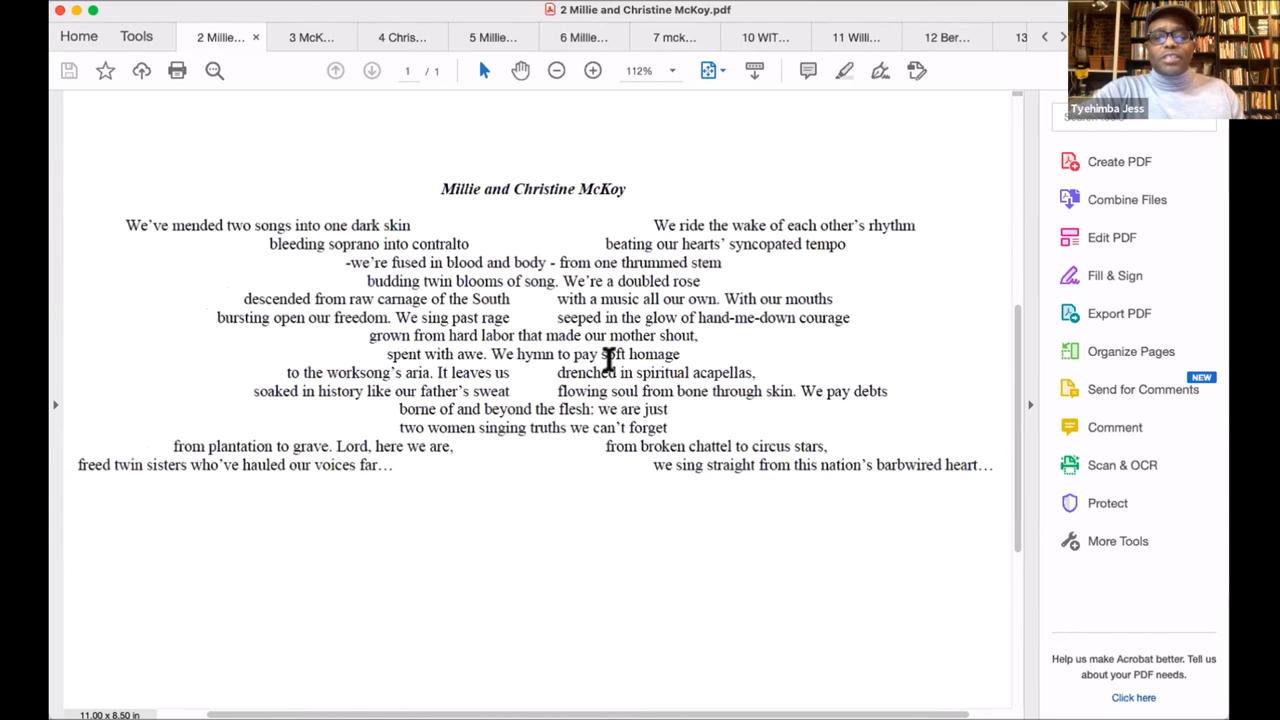 2 Millie and Christine McKoy.pdf
Home Tools 2 Millie... × 3 McK... 4 Chris... 5 Millie... 6 Millie... 7 mck... 10 WIT... 11 Willi... 12 Ber... 13
1 / 1 112%
Tyehimba Jess
Millie and Christine McKoy
We've mended two songs into one dark skin We ride the wake of each other's rhythm
bleeding soprano into contralto beating our hearts' syncopated tempo
-we're fused in blood and body - from one thrummed stem
budding twin blooms of song. We're a doubled rose
descended from raw carnage of the South with a music all our own. With our mouths
bursting open our freedom. We sing past rage seeped in the glow of hand-me-down courage
grown from hard labor that made our mother shout,
spent with awe. We hymn to pay soft homage
to the worksong's aria. It leaves us drenched in spiritual acapellas,
soaked in history like our father's sweat flowing soul from bone through skin. We pay debts
borne of and beyond the flesh: we are just
two women singing truths we can't forget
from plantation to grave. Lord, here we are, from broken chattel to circus stars,
freed twin sisters who've hauled our voices far... we sing straight from this nation's barbwired heart...
Create PDF
Combine Files
Edit PDF
Fill & Sign
Export PDF
Organize Pages
NEW
Send for Comments
Comment
Scan & OCR
Protect
More Tools
Help us make Acrobat better. Tell us
about your PDF needs.
Click here
11.00 x 8.50 in